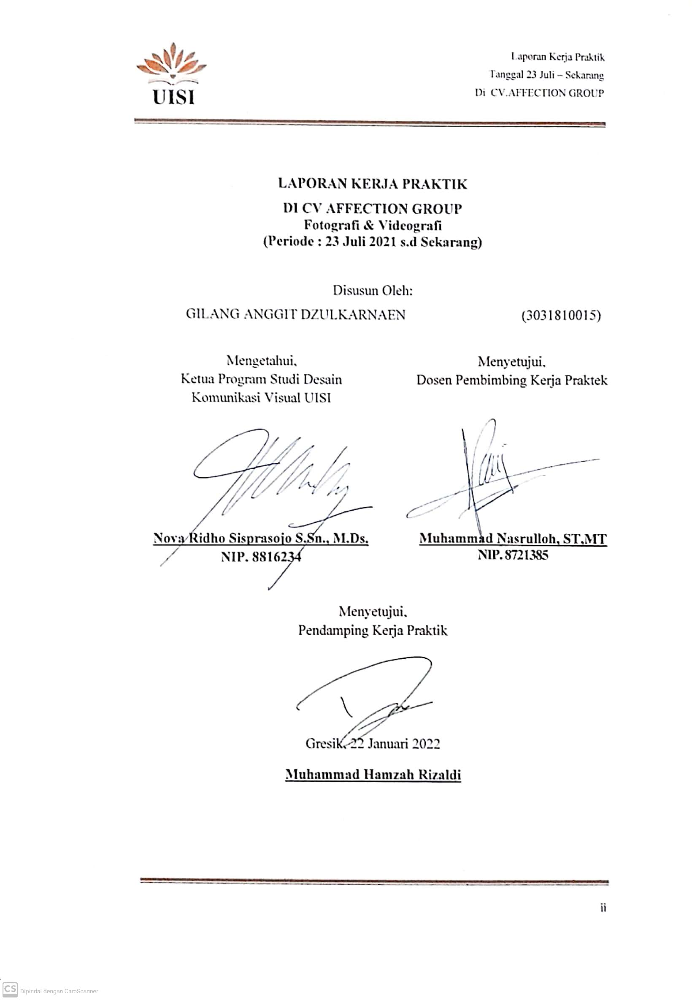 UISI
Laporan Kerja Praktik
Tanggal 23 Juli – Sekarang
Di CV.AFFECTION GROUP
LAPORAN KERJA PRAKTIK
DI CV AFFECTION GROUP
Fotografi & Videografi
(Periode : 23 Juli 2021 s.d Sekarang)
Disusun Oleh:
GILANG ANGGIT DZULKARNAEN (3031810015)
Mengetahui,
Ketua Program Studi Desain
Komunikasi Visual UISI
Menyetujui,
Dosen Pembimbing Kerja Praktek
Nova Ridho Sisprasojo S.Sn., M.Ds.
NIP. 8816234
Muhammad Nasrulloh, ST.MT
NIP. 8721385
Menyetujui,
Pendamping Kerja Praktik
Gresik, 22 Januari 2022
Muhammad Hamzah Rizaldi
ii
CS Dipindai dengan CamScanner